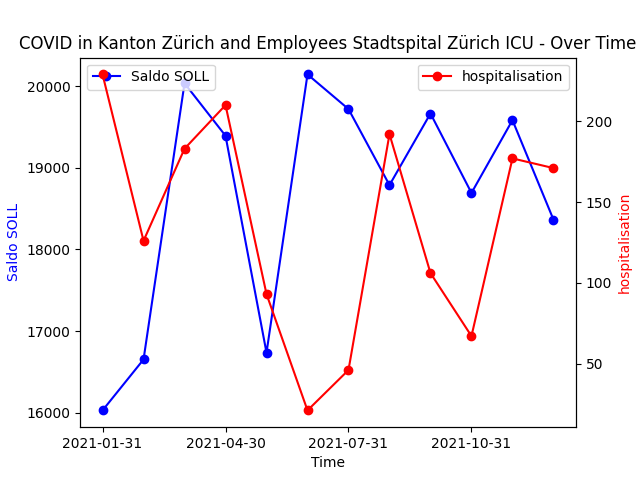 COVID in Kanton Zürich and Employees Stadtspital Zürich ICU - Over Time
Saldo SOLL
hospitalisation
20000
19000
18000
17000
16000
Saldo SOLL
200
150
100
50
hospitalisation
2021-01-31
2021-04-30
2021-07-31
2021-10-31
Time